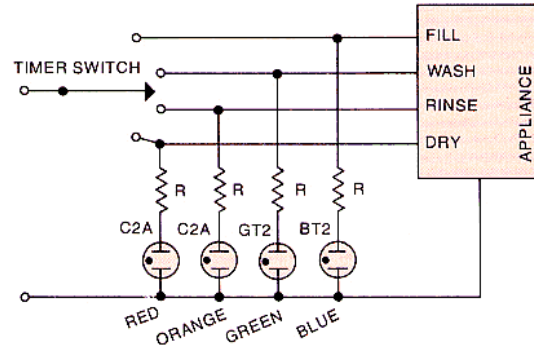 FILL
TIMER SWITCH
WASH
RINSE
DRY
APPLIANCE
R R R R
C2A C2A GT2 BT2
RED ORANGE GREEN BLUE